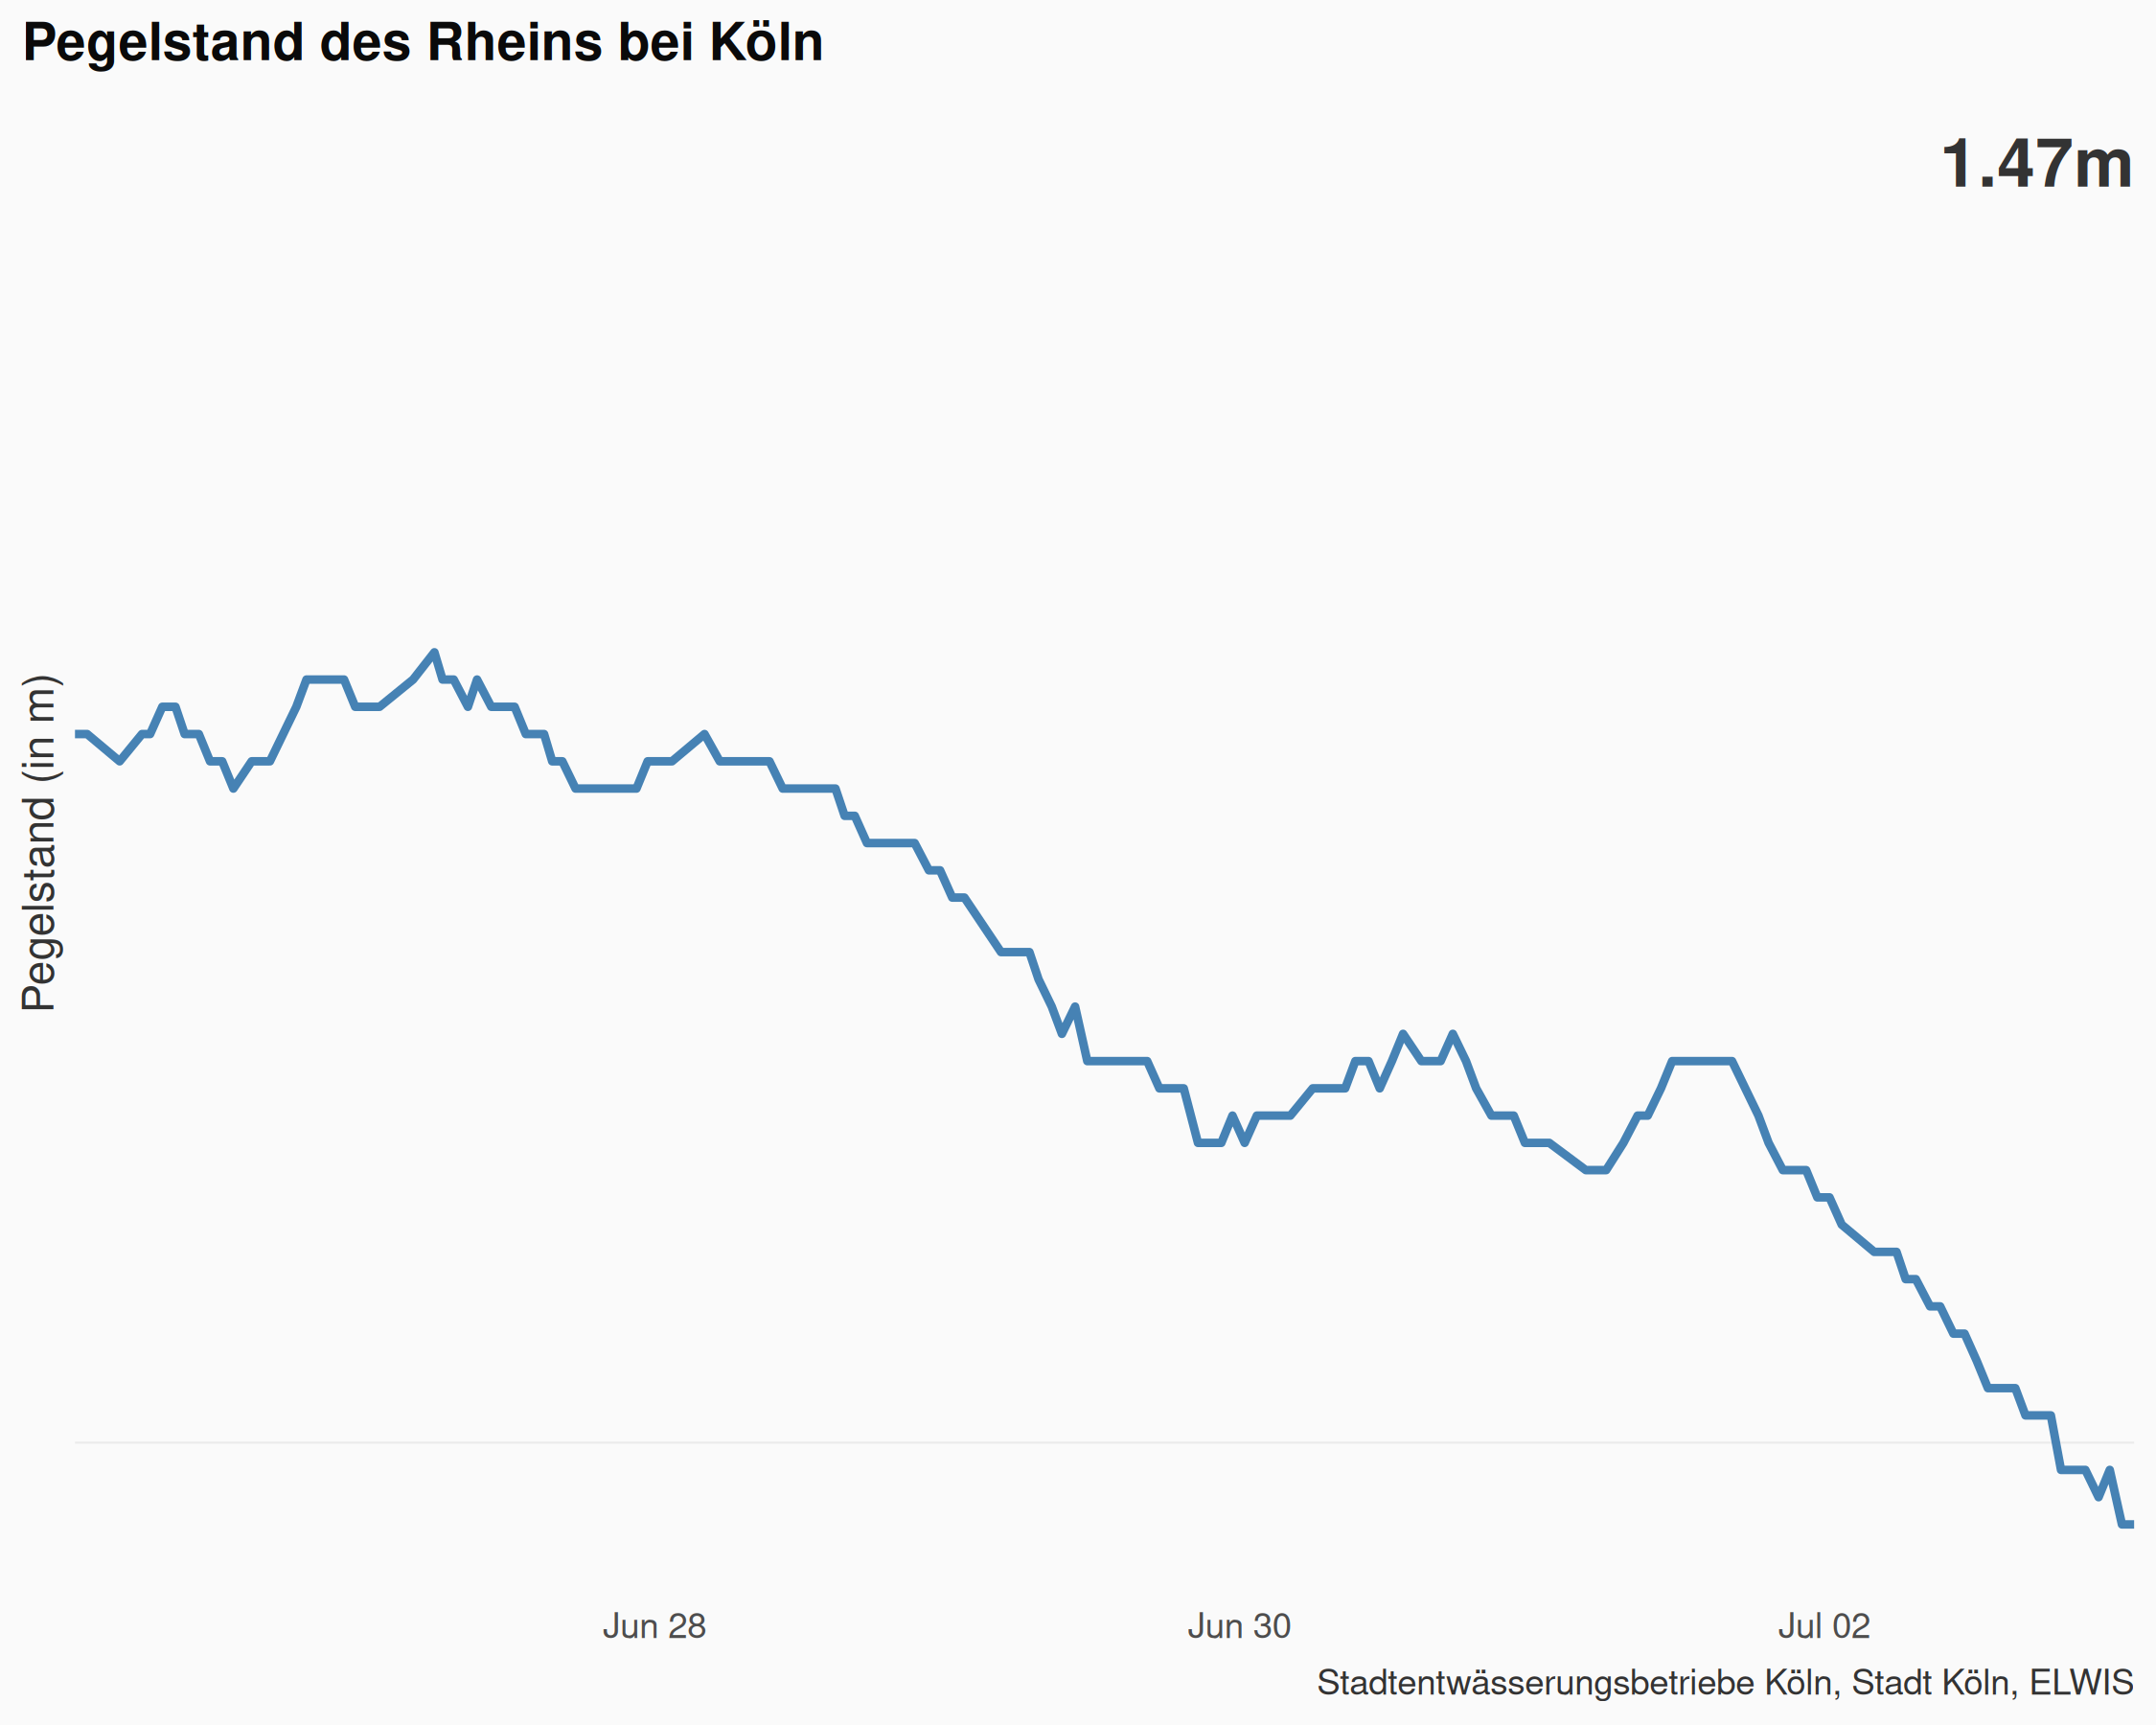 Pegelstand des Rheins bei Köln
1.47m
Pegelstand (in m)
Jun 28
Jun 30
Jul 02
Stadtentwässerungsbetriebe Köln, Stadt Köln, ELWIS